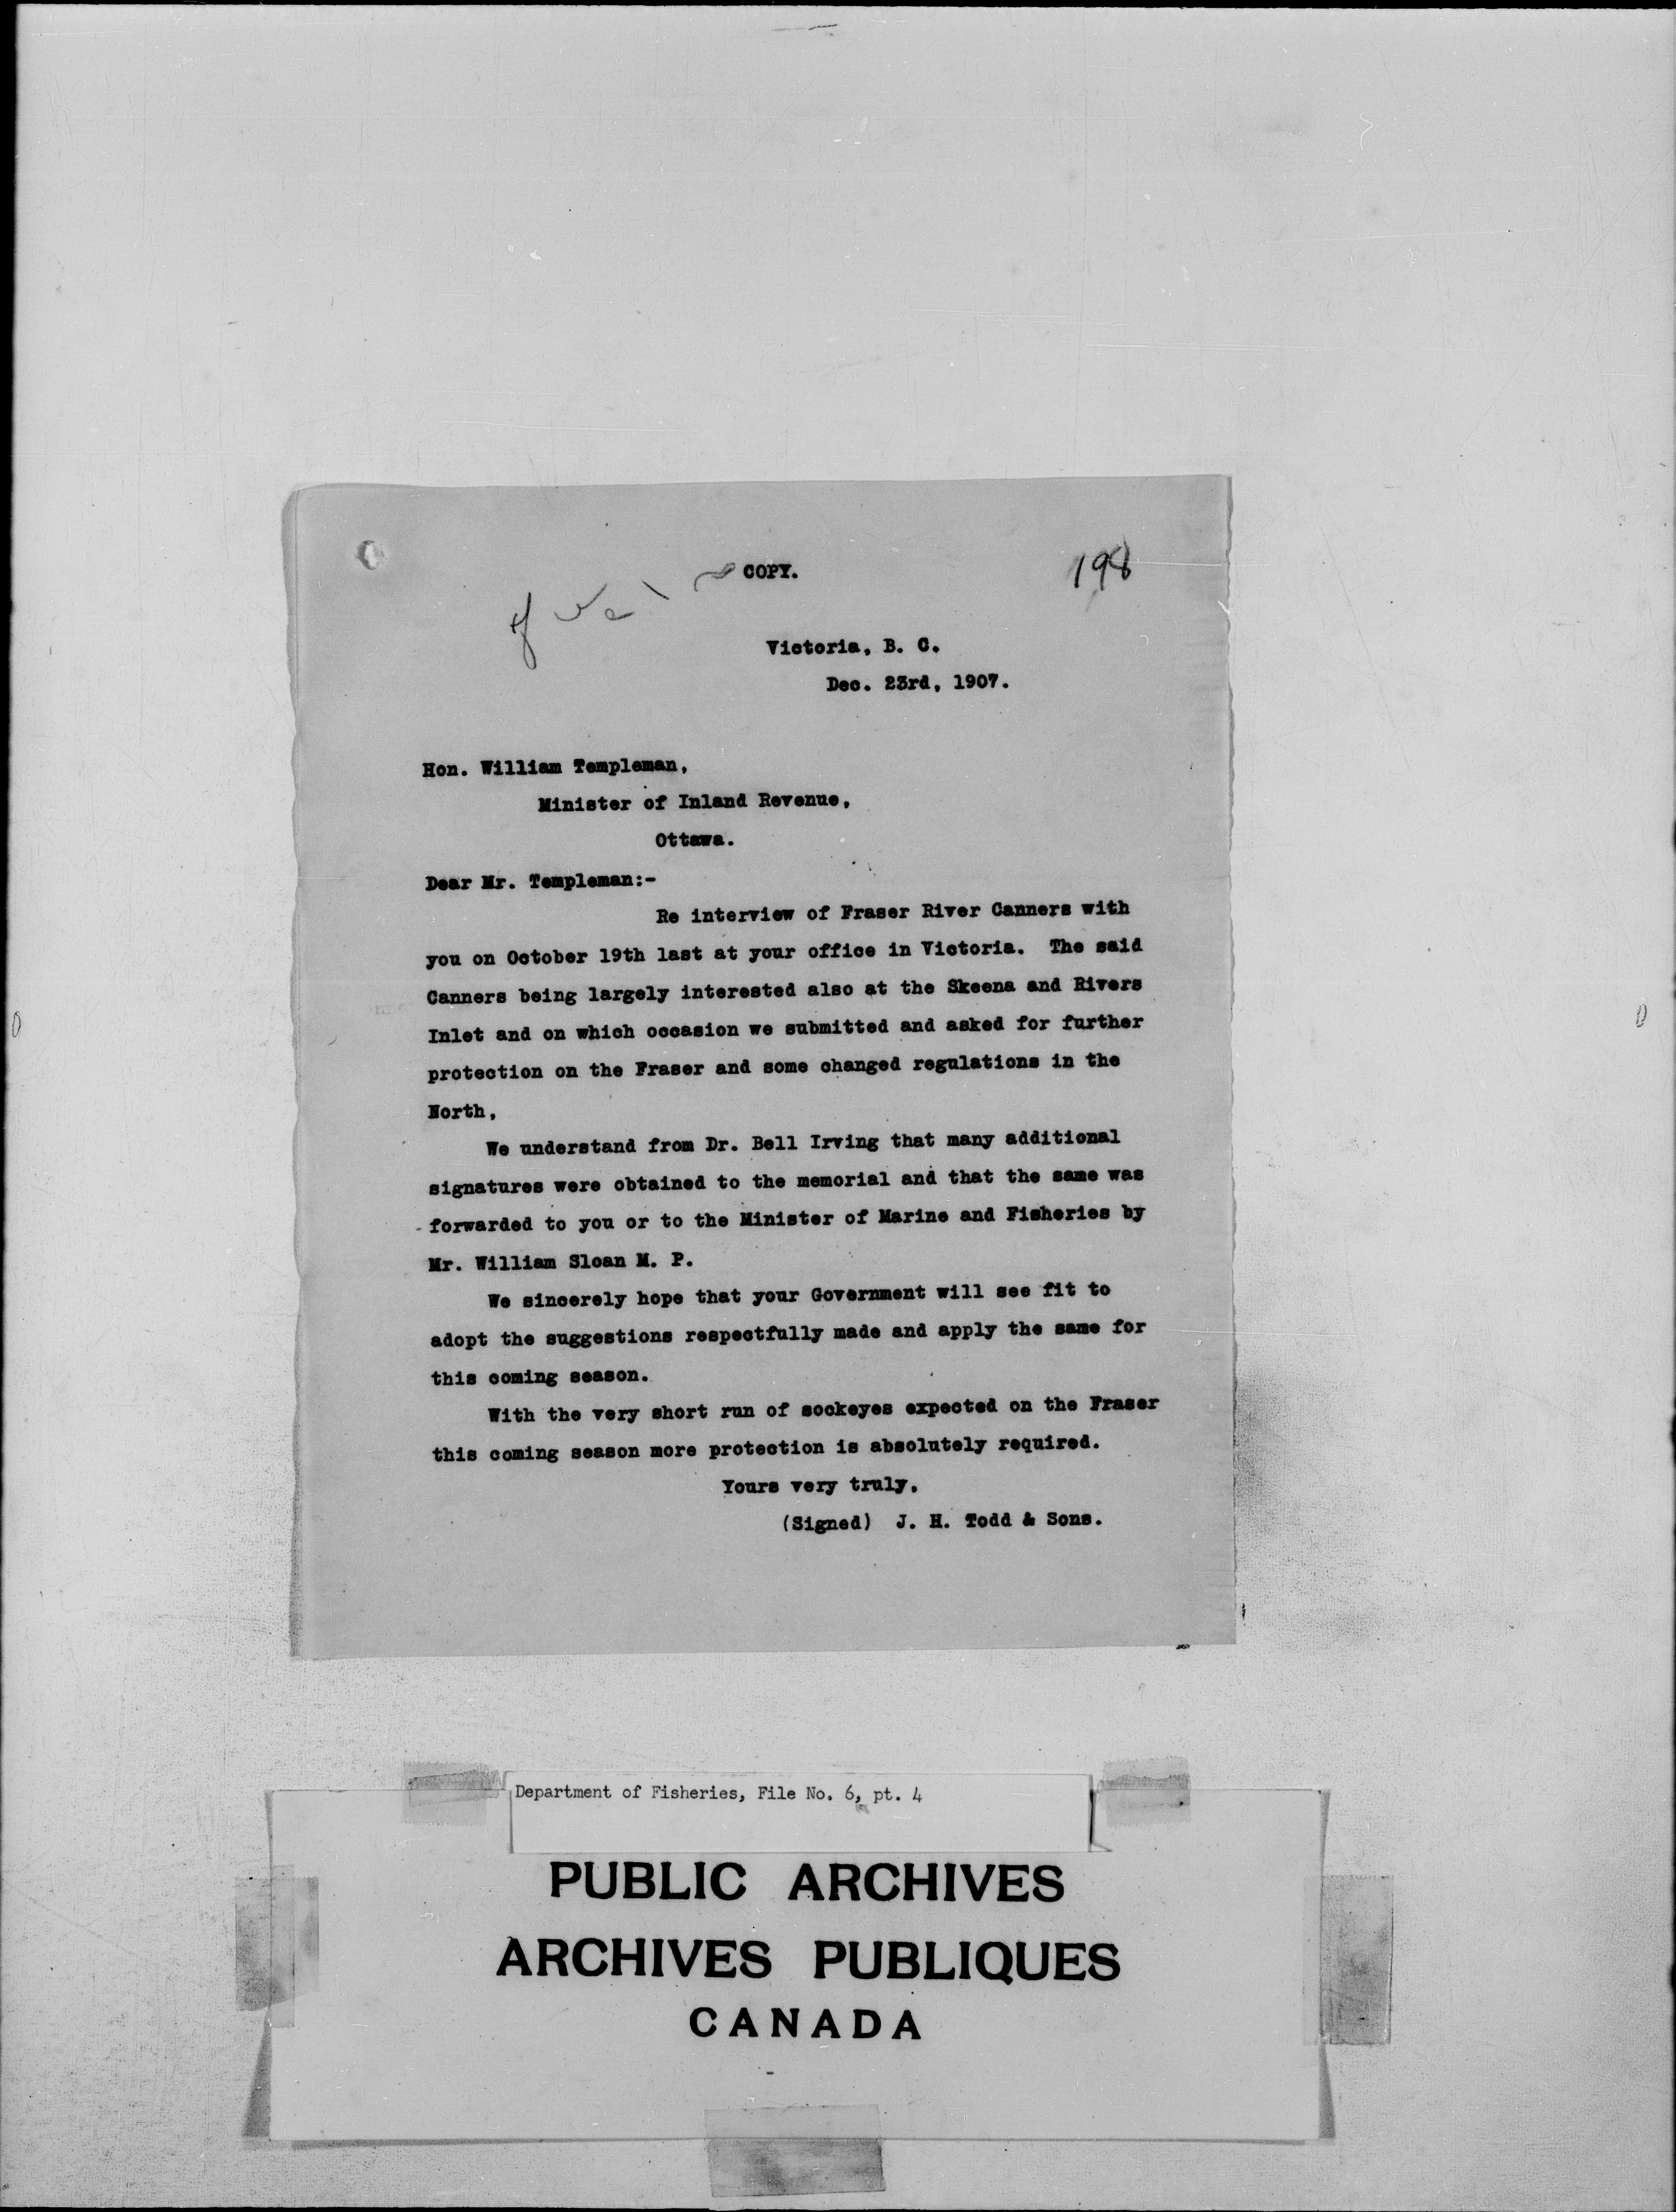 COPY.
198
Victoria, B. C.
Dec. 23rd, 1907.
Hon. William Templeman,
Minister of Inland Revenue,
Ottawa.
Dear Mr. Templeman:-
Re interview of Fraser River Canners with
you on October 19th last at your office in Victoria. The said
Canners being largely interested also at the Skeena and Rivers
Inlet and on which occasion we submitted and asked for further
protection on the Fraser and some changed regulations in the
North,
We understand from Dr. Bell Irving that many additional
signatures were obtained to the memorial and that the same was
forwarded to you or to the Minister of Marine and Fisheries by
Mr. William Sloan M. P.
We sincerely hope that your Government will see fit to
adopt the suggestions respectfully made and apply the same for
this coming season.
With the very short run of sockeyes expected on the Fraser
this coming season more protection is absolutely required.
Yours very truly,
(Signed) J. H. Todd & Sons.
Department of Fisheries, File No. 6, pt. 4
PUBLIC ARCHIVES
ARCHIVES PUBLIQUES
CANADA